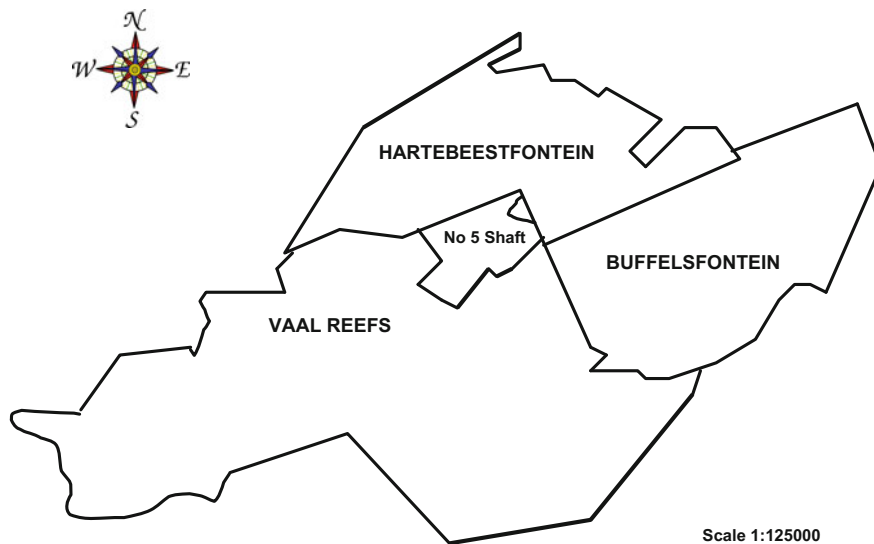 N
W E
S
HARTEBEESTFONTEIN
No 5 Shaft
BUFFELSFONTEIN
VAAL REEFS
Scale 1:125000